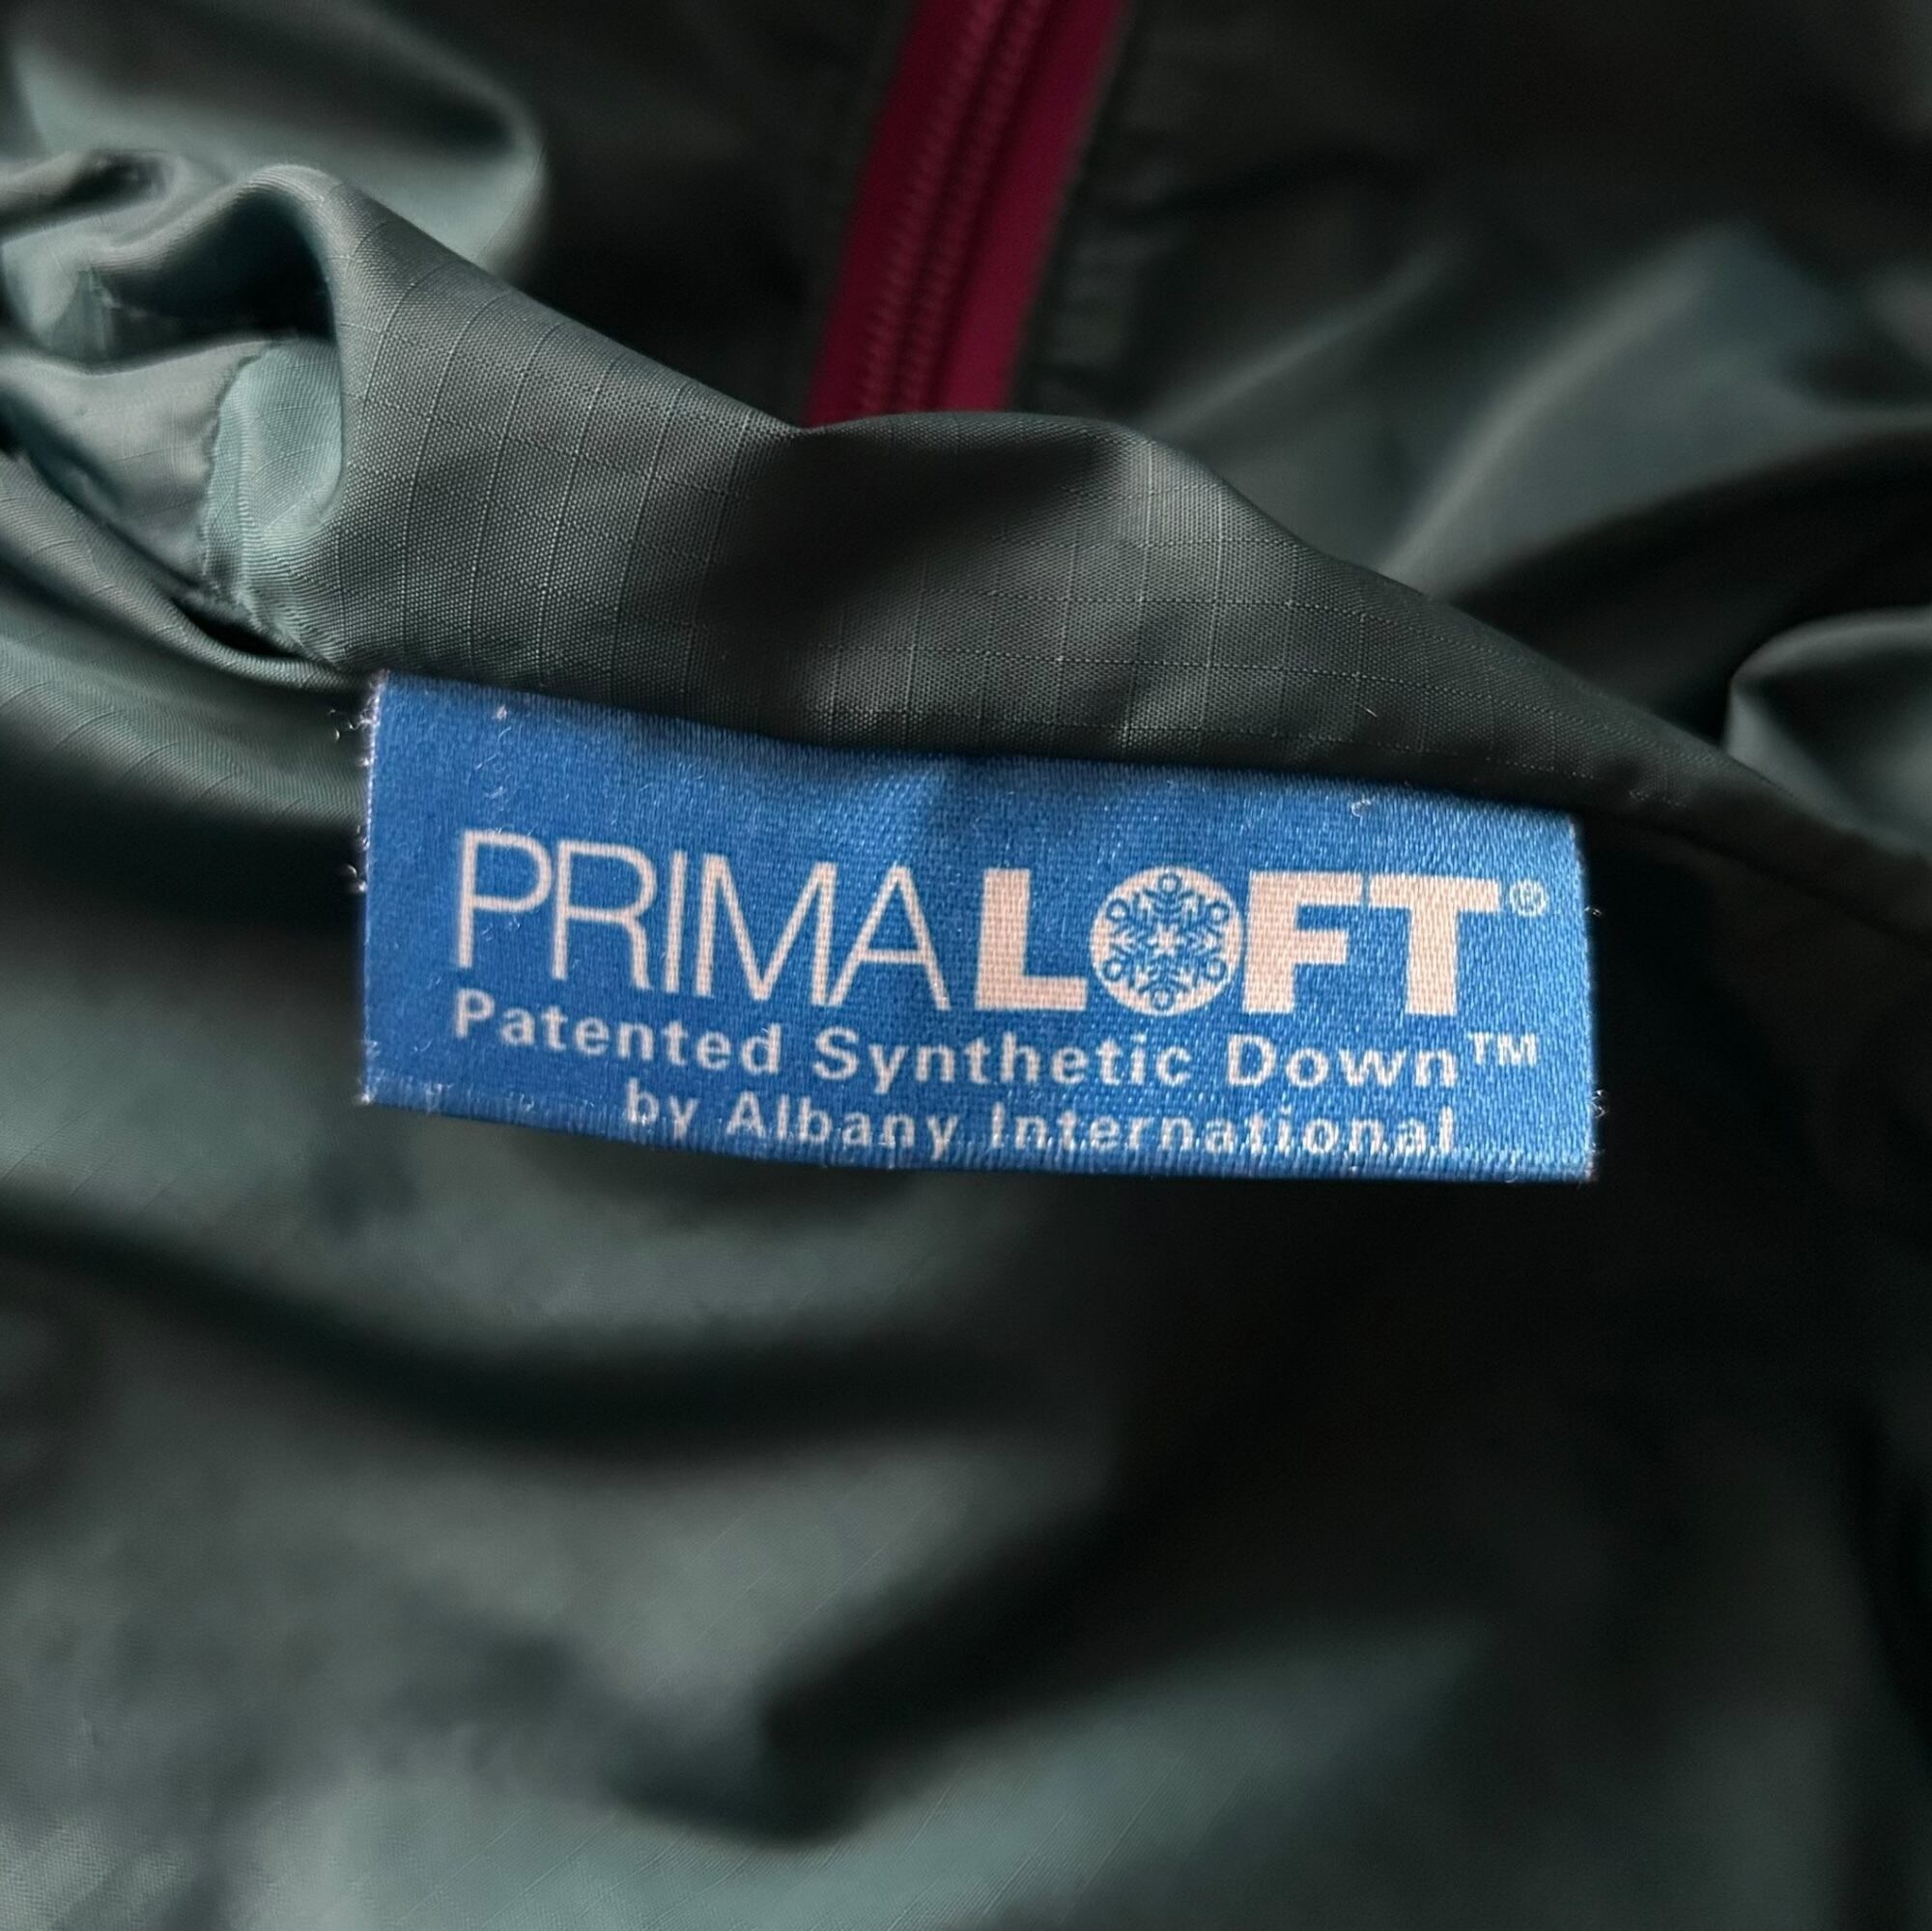 PRIMALOFT®
Patented Synthetic Down™
by Albany International